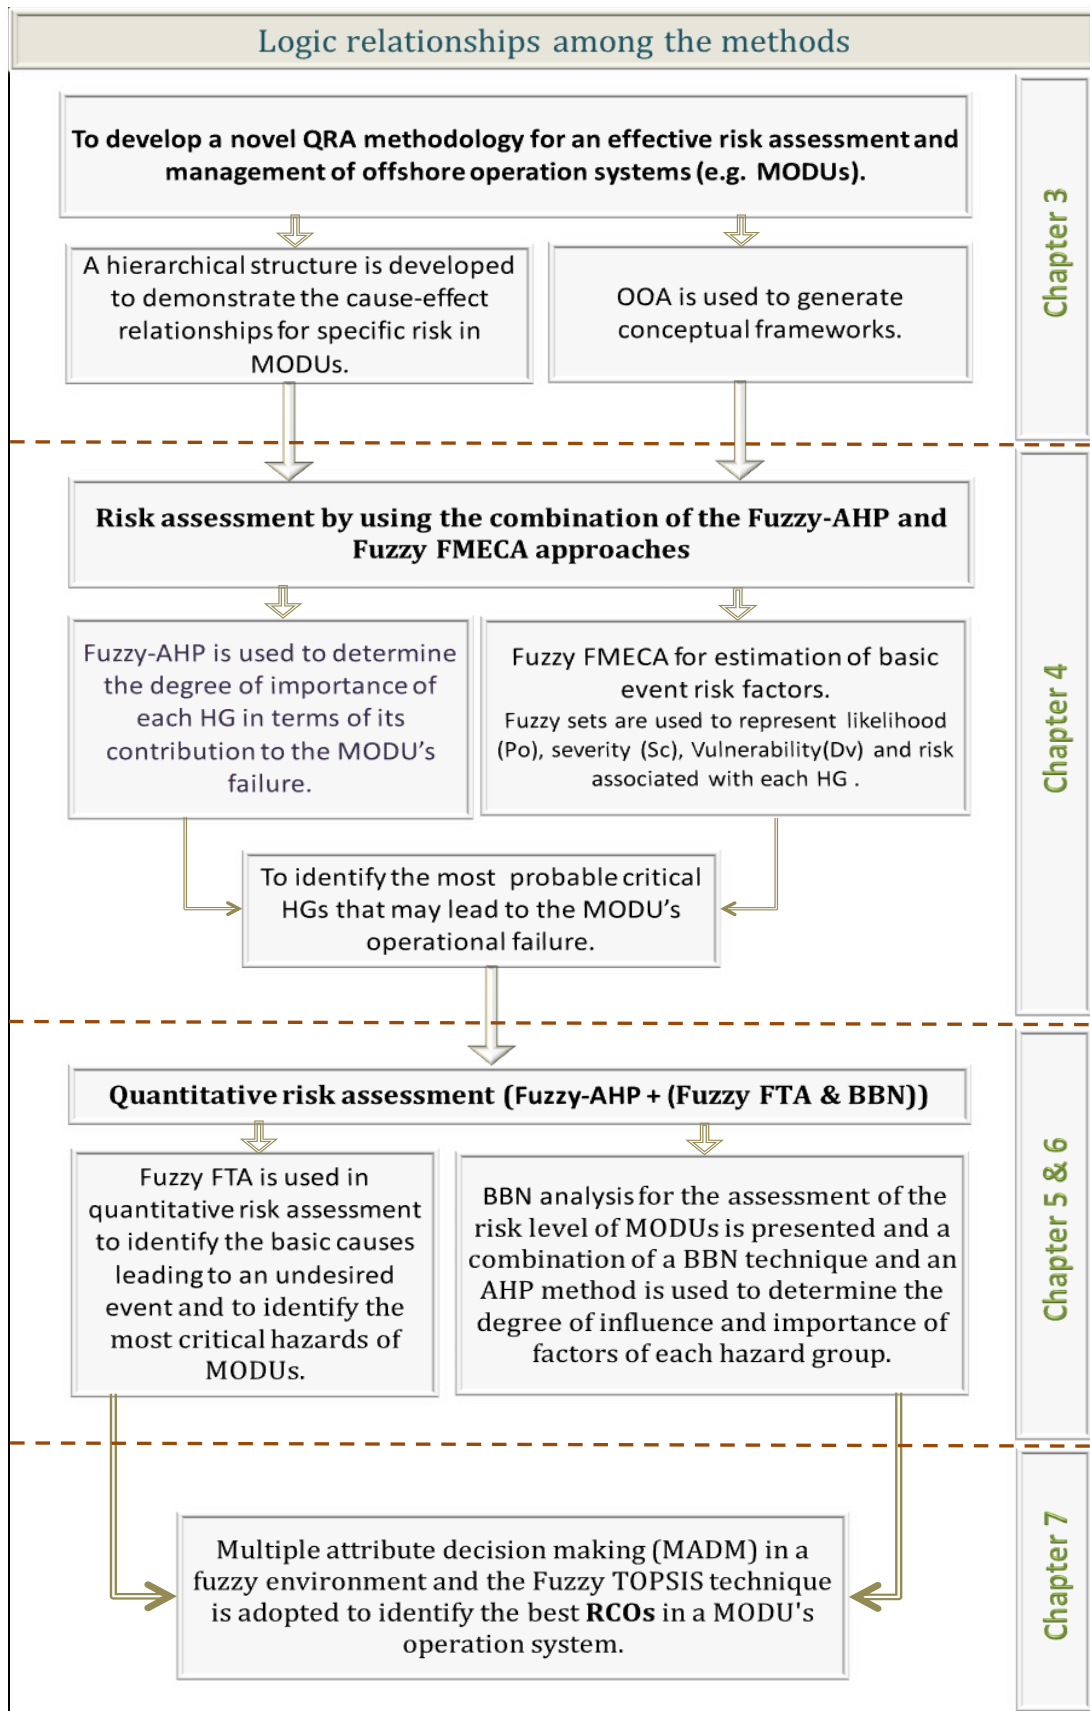 Logic relationships among the methods
To develop a novel QRA methodology for an effective risk assessment and
management of offshore operation systems (e.g. MODUs).
A hierarchical structure is developed
to demonstrate the cause-effect
relationships for specific risk in
MODUs.
OOA is used to generate
conceptual frameworks.
Chapter 3
Risk assessment by using the combination of the Fuzzy-AHP and
Fuzzy FMECA approaches
Fuzzy-AHP is used to determine
the degree of importance of
each HG in terms of its
contribution to the MODU's
failure.
Fuzzy FMECA for estimation of basic
event risk factors.
Fuzzy sets are used to represent likelihood
(Po), severity (Sc), Vulnerability(Dv) and risk
associated with each HG .
To identify the most probable critical
HGs that may lead to the MODU's
operational failure.
Chapter 4
Quantitative risk assessment (Fuzzy-AHP + (Fuzzy FTA & BBN))
Fuzzy FTA is used in
quantitative risk assessment
to identify the basic causes
leading to an undesired
event and to identify the
most critical hazards of
MODUs.
BBN analysis for the assessment of the
risk level of MODUs is presented and a
combination of a BBN technique and an
AHP method is used to determine the
degree of influence and importance of
factors of each hazard group.
Chapter 5 & 6
Multiple attribute decision making (MADM) in a
fuzzy environment and the Fuzzy TOPSIS technique
is adopted to identify the best RCOs in a MODU's
operation system.
Chapter 7